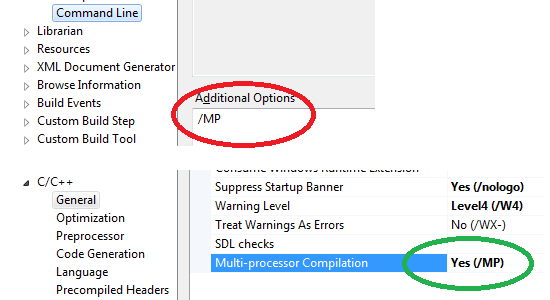 Command Line
Librarian
Resources
XML Document Generator
Browse Information
Build Events
Custom Build Step
Custom Build Tool
Additional Options
/MP
C/C++
General
Optimization
Preprocessor
Code Generation
Language
Precompiled Headers
Consume Windows Runtime Extension
Suppress Startup Banner Yes (/nologo)
Warning Level Level4 (/W4)
Treat Warnings As Errors No (/WX-)
SDL checks
Multi-processor Compilation Yes (/MP)